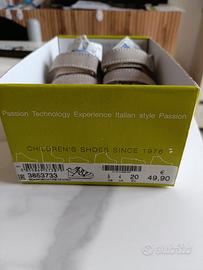 Passion Technology Experience Italian style Passion
CHILDREN'S SHOES SINCE 1976
3853733
20
€
49,90
subito